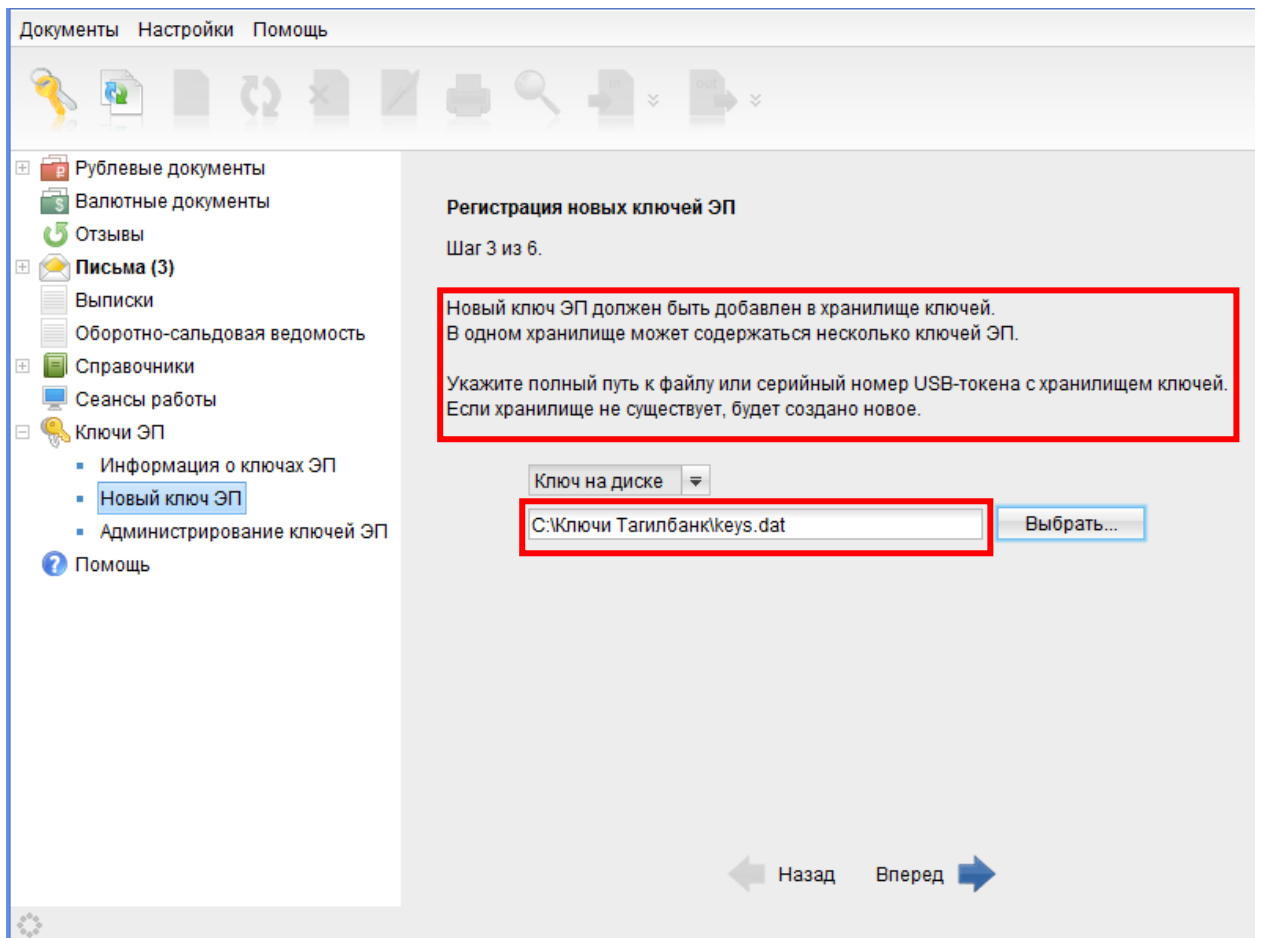 Документы Настройки Помощь
in
out
Рублевые документы
Валютные документы
Отзывы
Письма (3)
Выписки
Оборотно-сальдовая ведомость
Справочники
Сеансы работы
Ключи ЭП
Информация о ключах ЭП
Новый ключ ЭП
Администрирование ключей ЭП
Помощь
Регистрация новых ключей ЭП
Шаг 3 из 6.
Новый ключ ЭП должен быть добавлен в хранилище ключей.
В одном хранилище может содержаться несколько ключей ЭП.
Укажите полный путь к файлу или серийный номер USB-токена с хранилищем ключей.
Если хранилище не существует, будет создано новое.
Ключ на диске
C:\Ключи Тагилбанк\keys.dat
Выбрать...
Назад Вперед